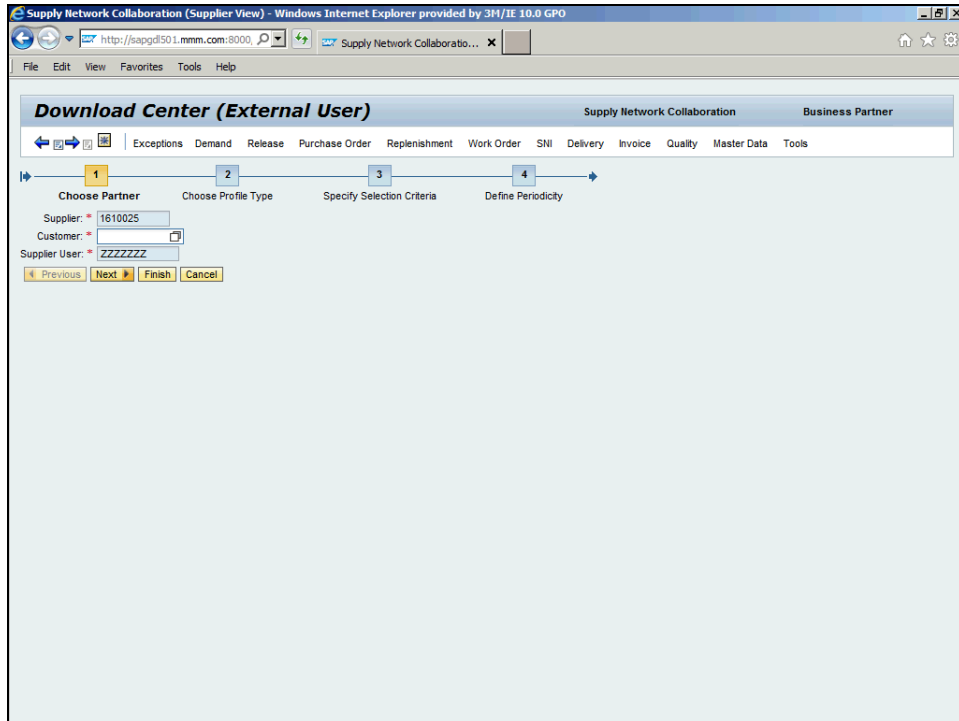 Supply Network Collaboration (Supplier View) - Windows Internet Explorer provided by 3M/IE 10.0 GPO
http://sapgdl501.mmm.com:8000, SAP Supply Network Collaboratio...
File Edit View Favorites Tools Help
Download Center (External User) Supply Network Collaboration Business Partner
Exceptions Demand Release Purchase Order Replenishment Work Order SNI Delivery Invoice Quality Master Data Tools
1 2 3 4
Choose Partner Choose Profile Type Specify Selection Criteria Define Periodicity
Supplier: * 1610025
Customer: *
Supplier User: * ZZZZZZZ
Previous Next Finish Cancel